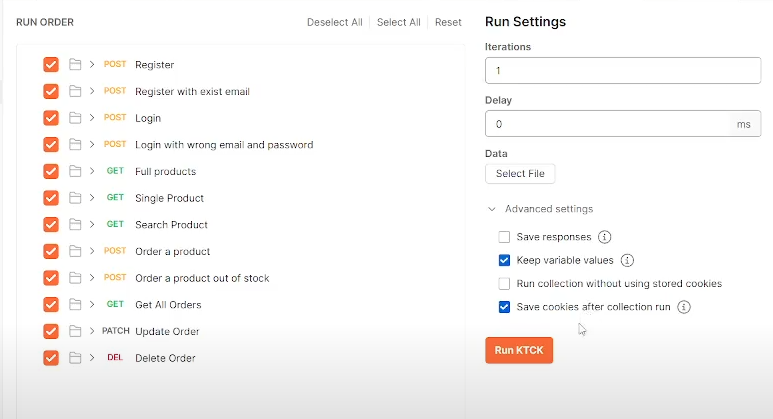 RUN ORDER
Deselect All
Select All
Reset
POST Register
POST Register with exist email
POST Login
POST Login with wrong email and password
GET Full products
GET Single Product
GET Search Product
POST Order a product
POST Order a product out of stock
GET Get All Orders
PATCH Update Order
DEL Delete Order
Run Settings
Iterations
1
Delay
0 ms
Data
Select File
Advanced settings
Save responses
Keep variable values
Run collection without using stored cookies
Save cookies after collection run
Run KTCK